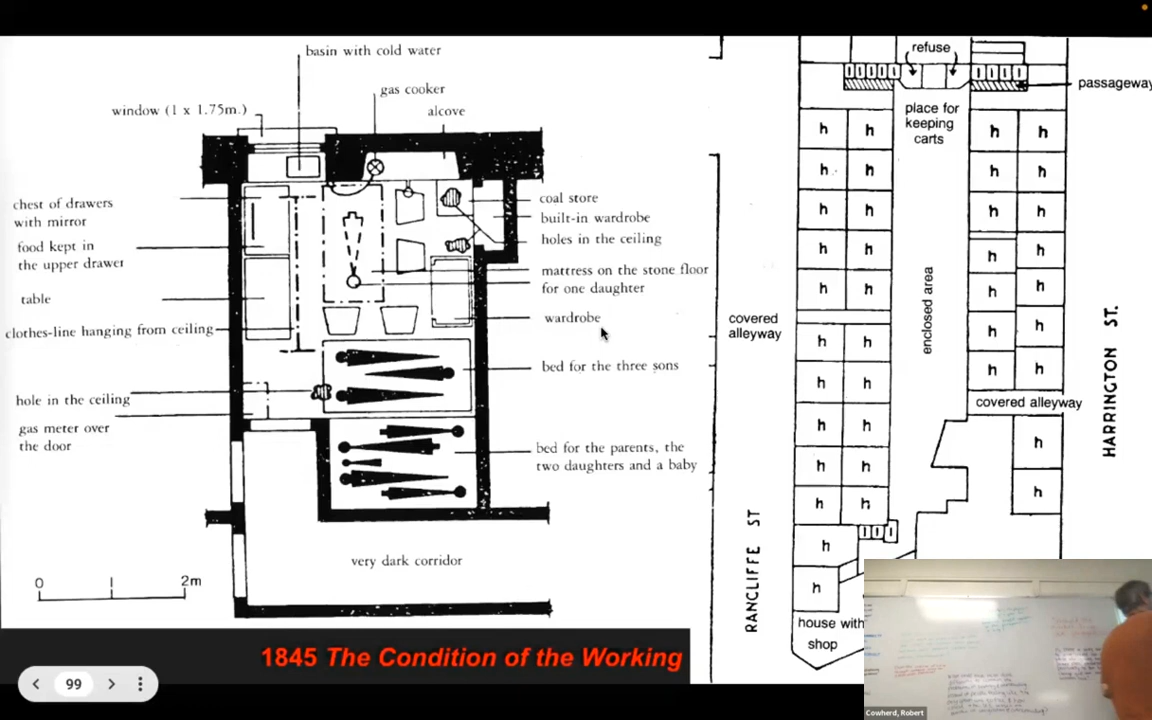 basin with cold water
gas cooker
window (1 x 1.75m.)
alcove
chest of drawers
with mirror
food kept in
the upper drawer
table
clothes-line hanging from ceiling
hole in the ceiling
gas meter over
the door
coal store
built-in wardrobe
holes in the ceiling
mattress on the stone floor
for one daughter
wardrobe
bed for the three sons
bed for the parents, the
two daughters and a baby
very dark corridor
0 2m
1845 The Condition of the Working
99
refuse
passageway
place for
keeping
carts
h h h h
h h h h
h h h h
h h h h
h h h h
h h h h
h h h h
h h h
h h h
h h
h
h
enclosed area
covered
alleyway
covered alleyway
HARRINGTON ST.
RANCLIFFE ST
house with
shop
Cowherd, Robert